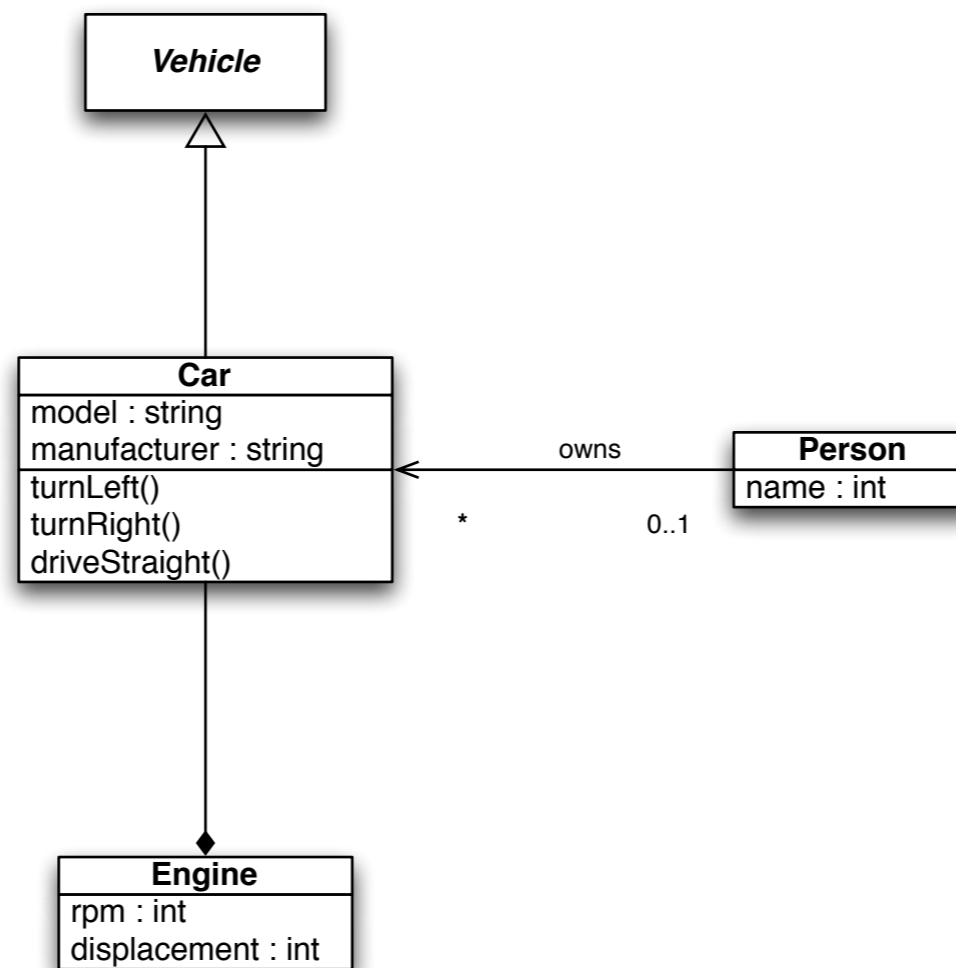 Vehicle
Car
model : string
manufacturer : string
turnLeft()
turnRight()
driveStraight()
owns
*
0..1
Person
name : int
Engine
rpm : int
displacement : int